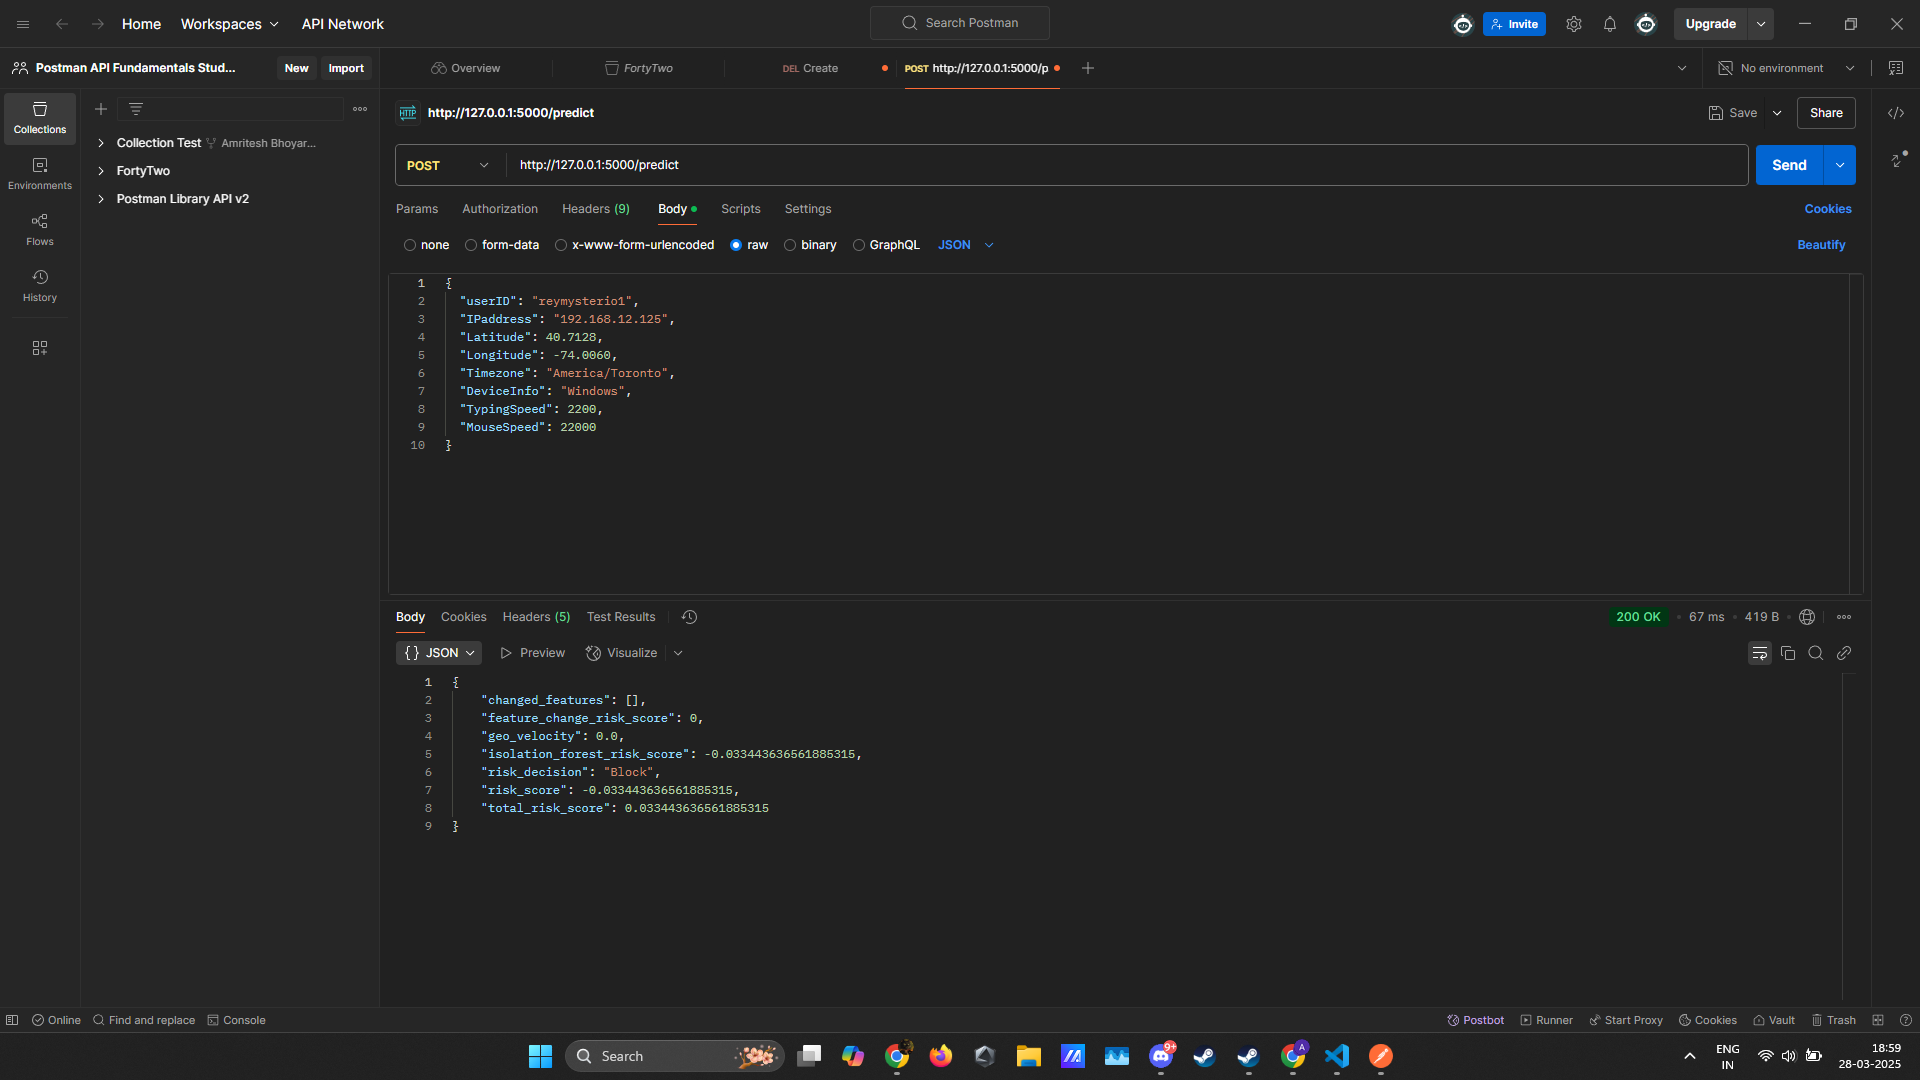 Home Workspaces API Network
Search Postman
Invite
Upgrade
Postman API Fundamentals Stud...
New Import
Overview
FortyTwo
DEL Create
POST http://127.0.0.1:5000/p
No environment
Collections
Environments
Flows
History
Collection Test Amritesh Bhoyar...
FortyTwo
Postman Library API v2
HTTP http://127.0.0.1:5000/predict
Save
Share
POST http://127.0.0.1:5000/predict
Send
Params Authorization Headers (9) Body Scripts Settings
Cookies
none form-data x-www-form-urlencoded raw binary GraphQL JSON
Beautify
1 {
2 "userID": "reymysterio1",
3 "IPaddress": "192.168.12.125",
4 "Latitude": 40.7128,
5 "Longitude": -74.0060,
6 "Timezone": "America/Toronto",
7 "DeviceInfo": "Windows",
8 "TypingSpeed": 2200,
9 "MouseSpeed": 22000
10 }
Body Cookies Headers (5) Test Results
200 OK • 67 ms • 419 B
{} JSON Preview Visualize
1 {
2 "changed_features": [],
3 "feature_change_risk_score": 0,
4 "geo_velocity": 0.0,
5 "isolation_forest_risk_score": -0.033443636561885315,
6 "risk_decision": "Block",
7 "risk_score": -0.033443636561885315,
8 "total_risk_score": 0.033443636561885315
9 }
Online Find and replace Console
Postbot Runner Start Proxy Cookies Vault Trash
Search
9+
A
ENG
IN
18:59
28-03-2025